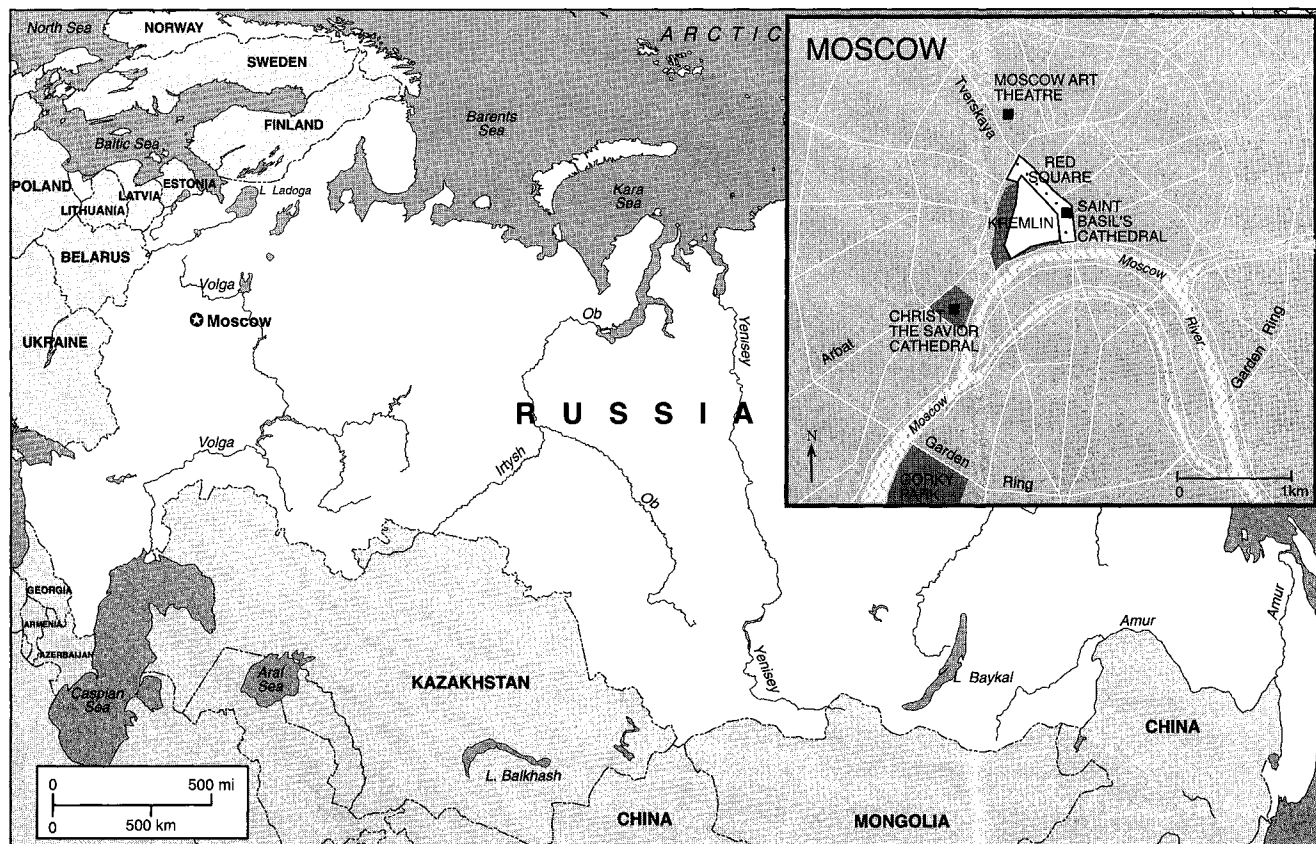 North Sea
NORWAY
SWEDEN
FINLAND
Baltic Sea
ARCTIC
Barents
Sea
Kara
Sea
POLAND
LITHUANIA
LATVIA
ESTONIA
L. Ladoga
BELARUS
UKRAINE
Volga
Moscow
Volga
Ob
Yenisey
RUSSIA
Irtysh
Ob
GEORGIA
ARMENIA
AZERBAIJAN
Caspian
Sea
Aral
Sea
KAZAKHSTAN
L. Balkhash
Yenisey
L. Baykal
Amur
Amur
CHINA
CHINA
MONGOLIA
0 500 mi
0 500 km
MOSCOW
Tverskaya
MOSCOW ART
THEATRE
RED
SQUARE
KREMLIN
SAINT
BASIL'S
CATHEDRAL
Moscow
River
CHRIST
THE SAVIOR
CATHEDRAL
Arbat
Garden Ring
Moscow
Garden
Ring
GORKY
PARK
N
0 1km